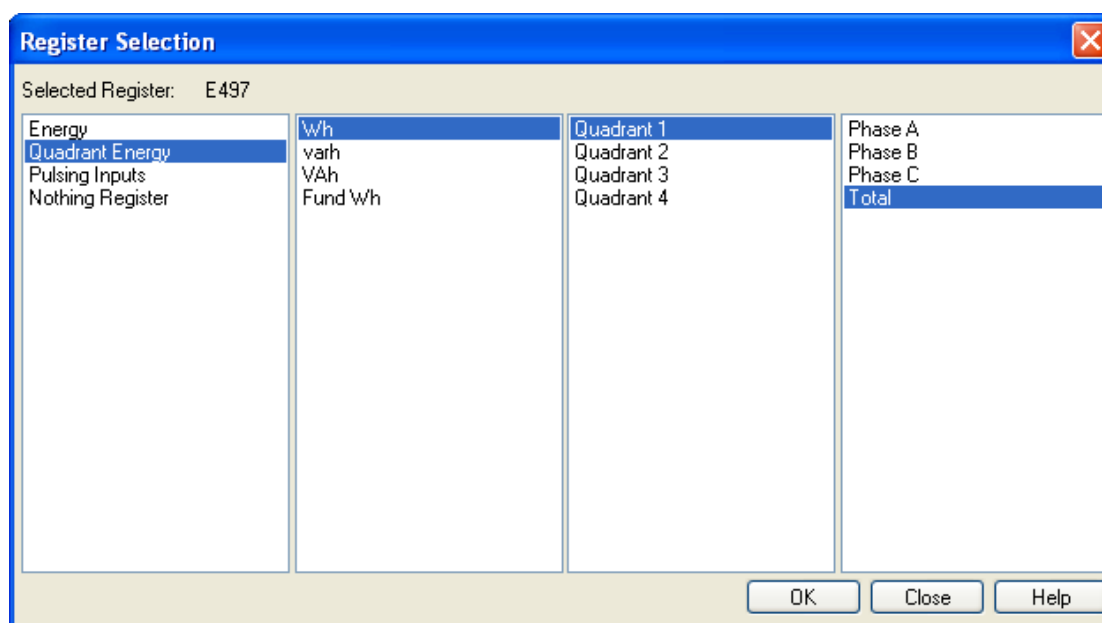 Register Selection
Selected Register: E497
Energy
Quadrant Energy
Pulsing Inputs
Nothing Register
Wh
varh
VAh
Fund Wh
Quadrant 1
Quadrant 2
Quadrant 3
Quadrant 4
Phase A
Phase B
Phase C
Total
OK
Close
Help